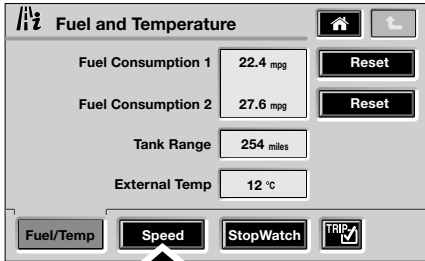 Fuel and Temperature
Fuel Consumption 1 22.4 mpg Reset
Fuel Consumption 2 27.6 mpg Reset
Tank Range 254 miles
External Temp 12 °C
Fuel/Temp Speed StopWatch TRIP